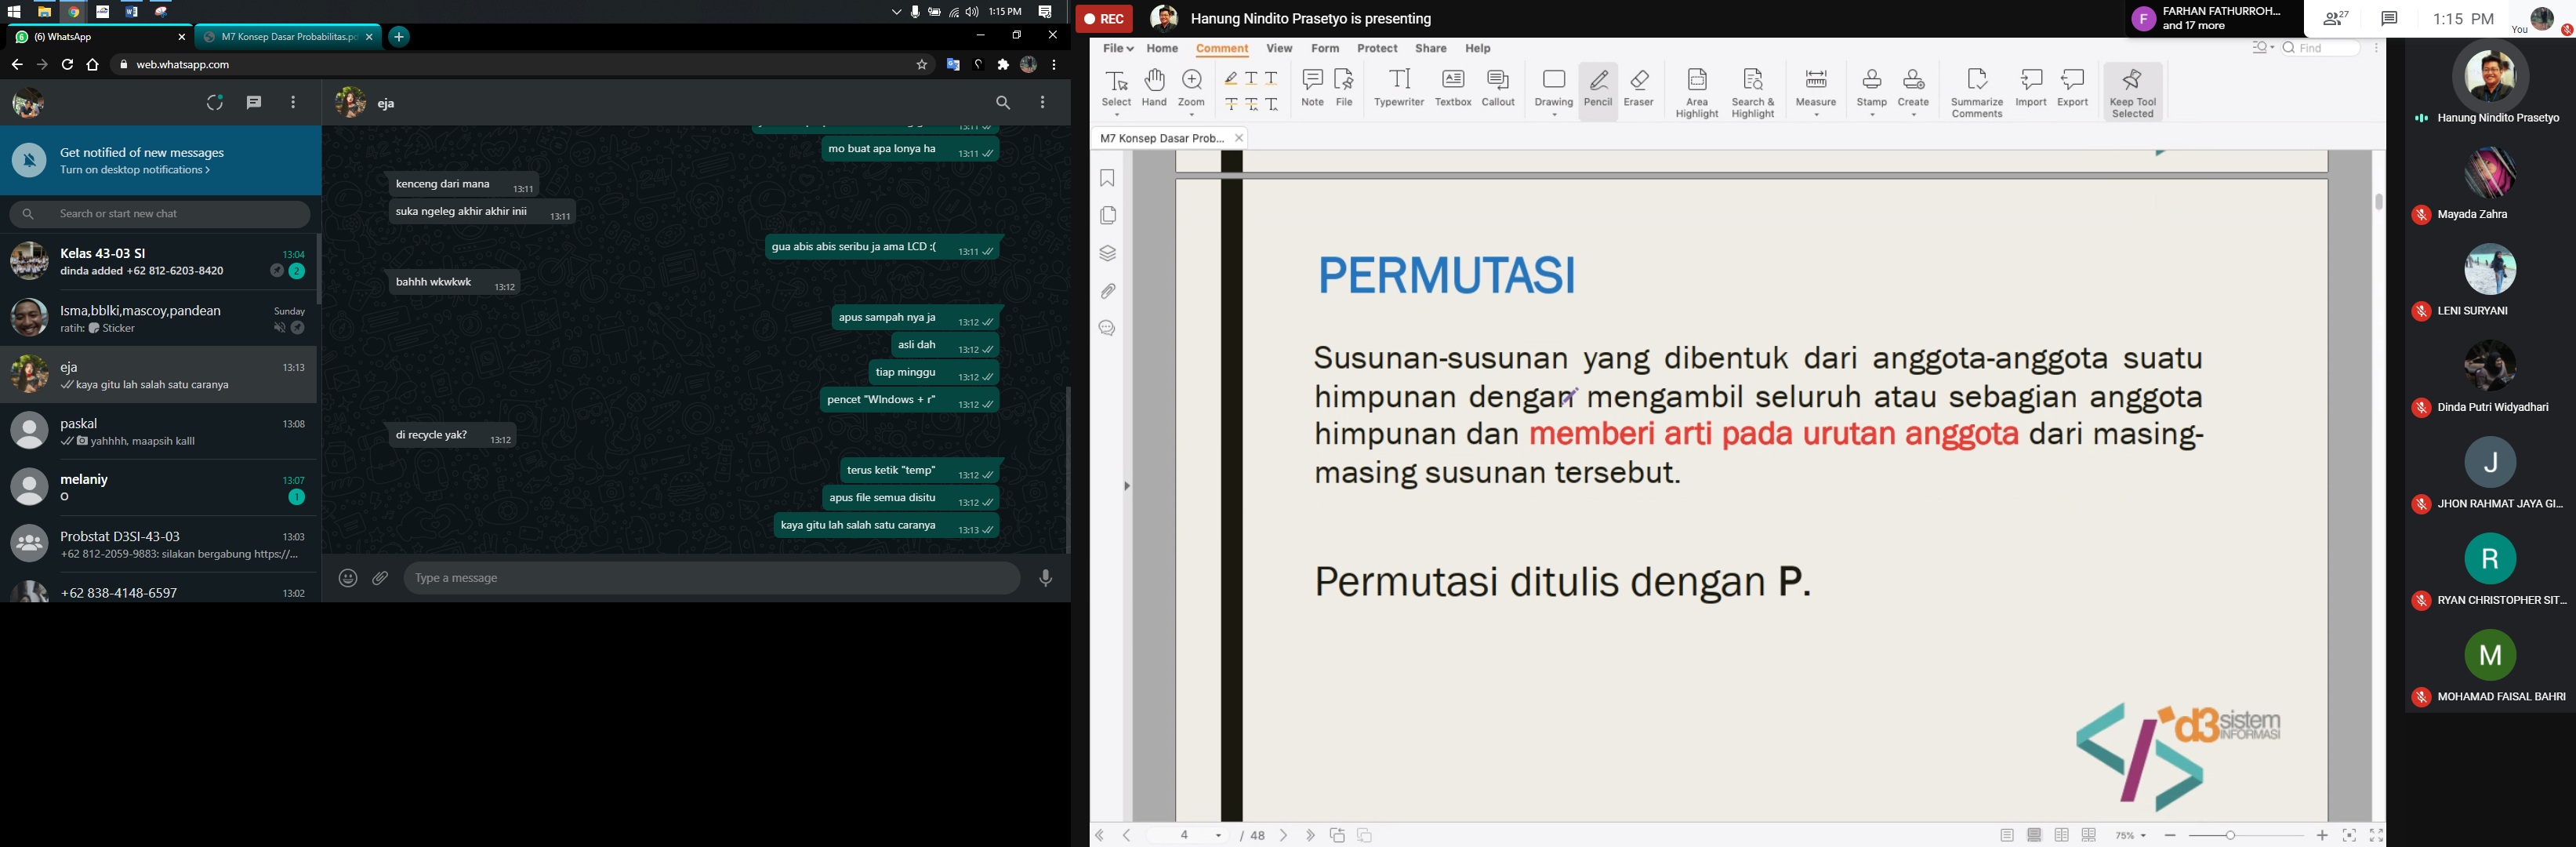 1:15 PM
(6) WhatsApp
M7 Konsep Dasar Probabilitas.pd
web.whatsapp.com
Get notified of new messages
Turn on desktop notifications >
Search or start new chat
Kelas 43-03 SI 13:04
dinda added +62 812-6203-8420 2
Isma,bblki,mascoy,pandean Sunday
ratih: Sticker
eja 13:13
kaya gitu lah salah satu caranya
paskal 13:08
yahhhh, maapsih kalll
melaniy 13:07
O 1
Probstat D3SI-43-03 13:03
+62 812-2059-9883: silakan bergabung https://...
+62 838-4148-6597 13:02
eja
13:11
mo buat apa lonya ha 13:11
kenceng dari mana 13:11
suka ngeleg akhir akhir inii 13:11
gua abis abis seribu ja ama LCD :( 13:11
bahhh wkwkwk 13:12
apus sampah nya ja 13:12
asli dah 13:12
tiap minggu 13:12
pencet "WIndows + r" 13:12
di recycle yak? 13:12
terus ketik "temp" 13:12
apus file semua disitu 13:12
kaya gitu lah salah satu caranya 13:13
Type a message
REC
Hanung Nindito Prasetyo is presenting
F FARHAN FATHURROH...
and 17 more
27
1:15 PM
You
File Home Comment View Form Protect Share Help
Find
Select Hand Zoom
Note File Typewriter Textbox Callout Drawing Pencil Eraser
Area Highlight
Search & Highlight
Measure Stamp Create
Summarize Comments
Import Export
Keep Tool Selected
M7 Konsep Dasar Prob...
PERMUTASI
Susunan-susunan yang dibentuk dari anggota-anggota suatu
himpunan dengan mengambil seluruh atau sebagian anggota
himpunan dan memberi arti pada urutan anggota dari masing-
masing susunan tersebut.
Permutasi ditulis dengan P.
d3 sistem
INFORMASI
4 / 48
75%
Hanung Nindito Prasetyo
Mayada Zahra
LENI SURYANI
Dinda Putri Widyadhari
J
JHON RAHMAT JAYA GI...
R
RYAN CHRISTOPHER SIT...
M
MOHAMAD FAISAL BAHRI